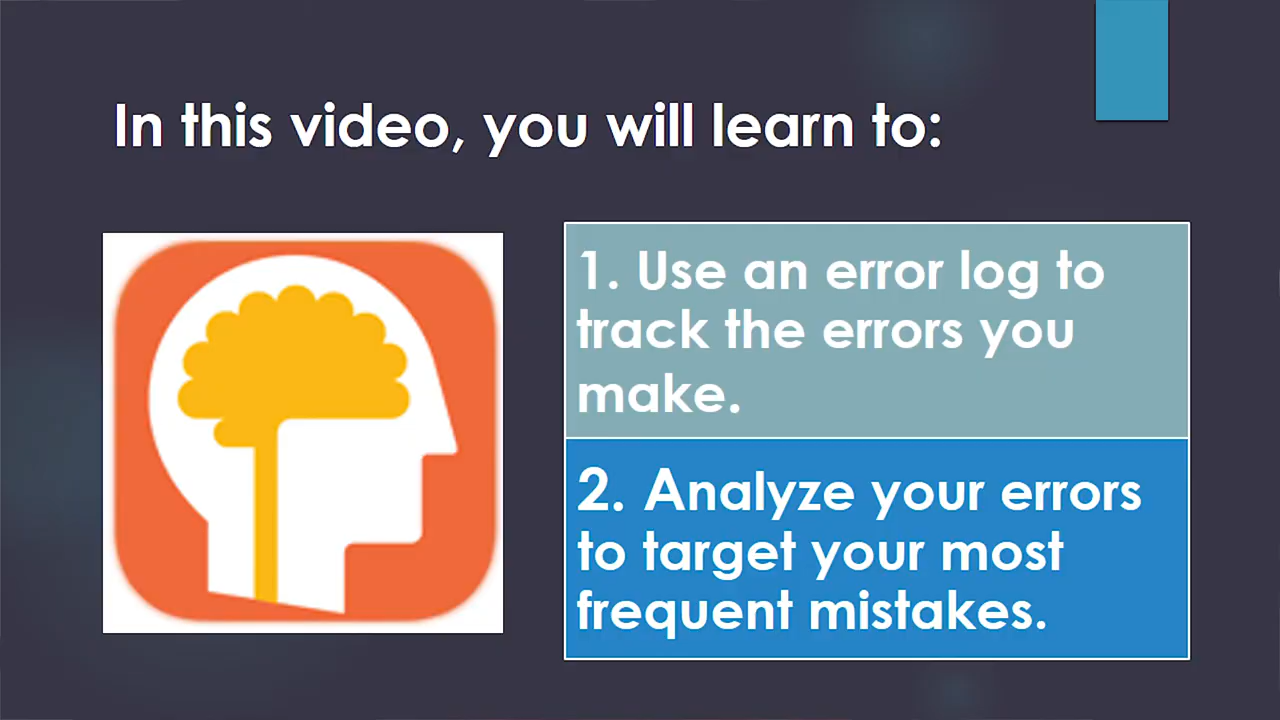 In this video, you will learn to:
1. Use an error log to
track the errors you
make.
2. Analyze your errors
to target your most
frequent mistakes.